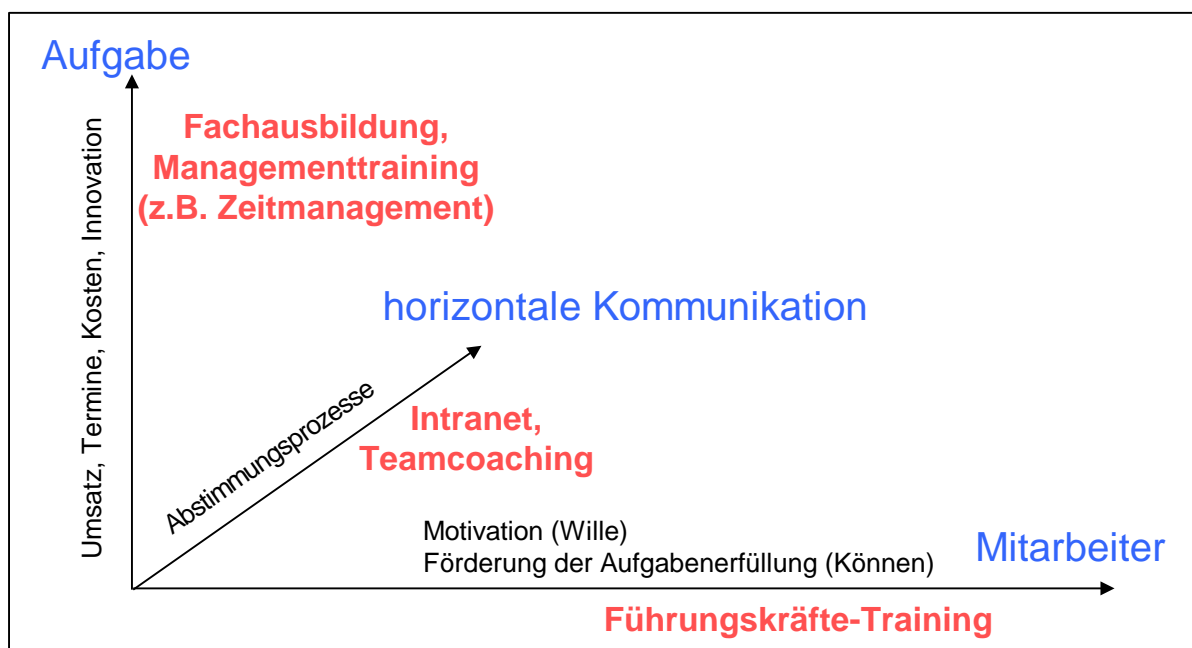 Aufgabe
Umsatz, Termine, Kosten, Innovation
Fachausbildung,
Managementtraining
(z.B. Zeitmanagement)
horizontale Kommunikation
Abstimmungsprozesse
Intranet,
Teamcoaching
Motivation (Wille)
Förderung der Aufgabenerfüllung (Können)
Mitarbeiter
Führungskräfte-Training